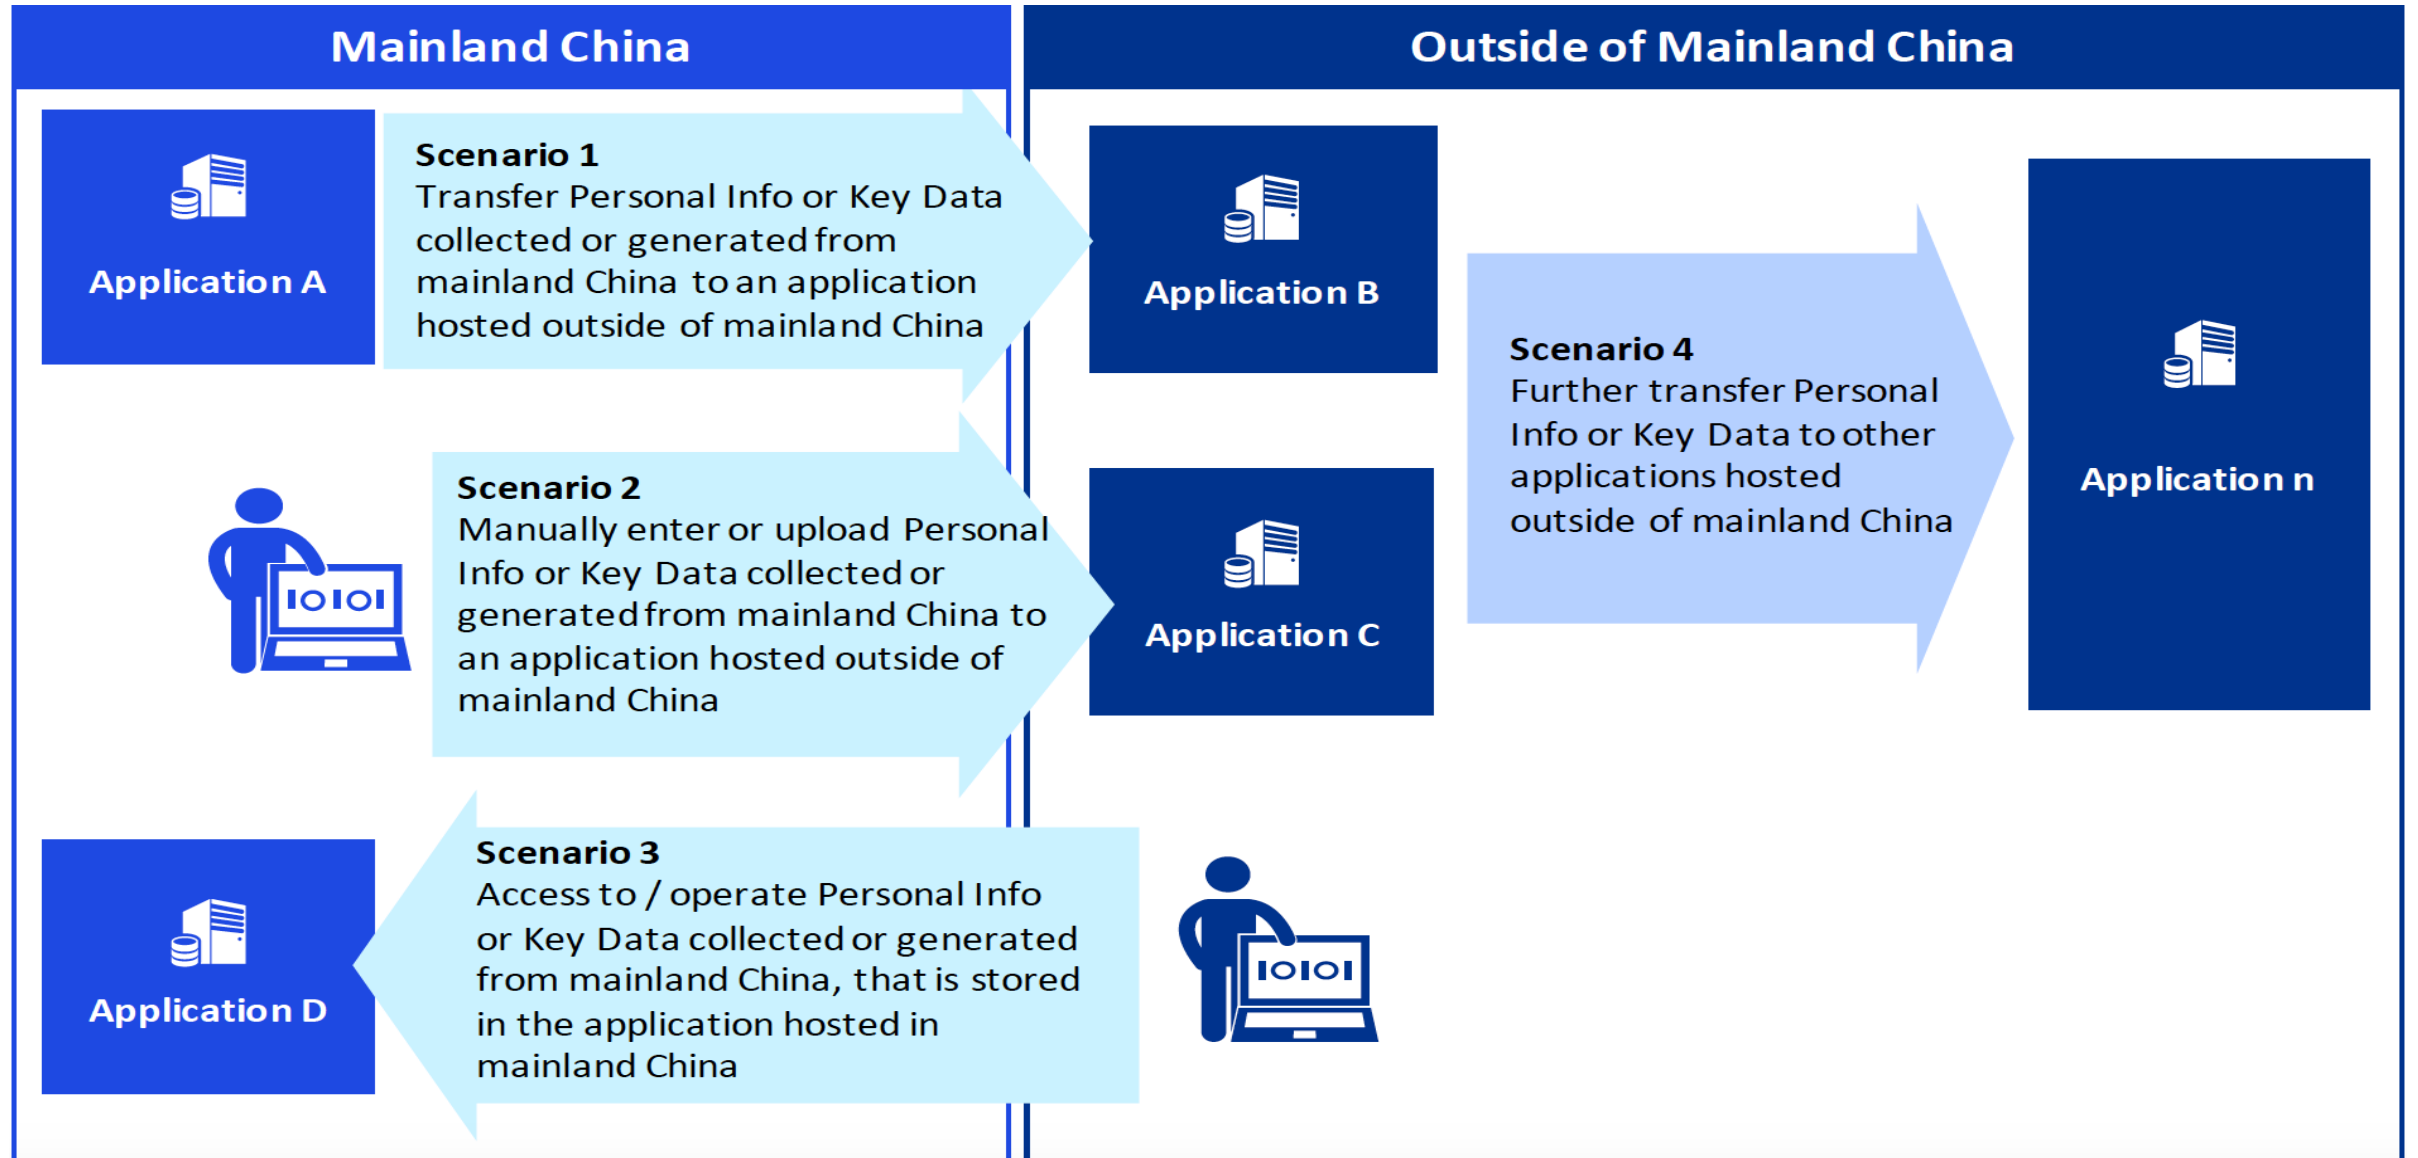 Mainland China
Outside of Mainland China
Application A
Scenario 1
Transfer Personal Info or Key Data
collected or generated from
mainland China to an application
hosted outside of mainland China
Application B
Scenario 4
Further transfer Personal
Info or Key Data to other
applications hosted
outside of mainland China
Application n
Scenario 2
Manually enter or upload Personal
Info or Key Data collected or
generated from mainland China to
an application hosted outside of
mainland China
IOIOI
Application C
Application D
Scenario 3
Access to / operate Personal Info
or Key Data collected or generated
from mainland China, that is stored
in the application hosted in
mainland China
IOIOI